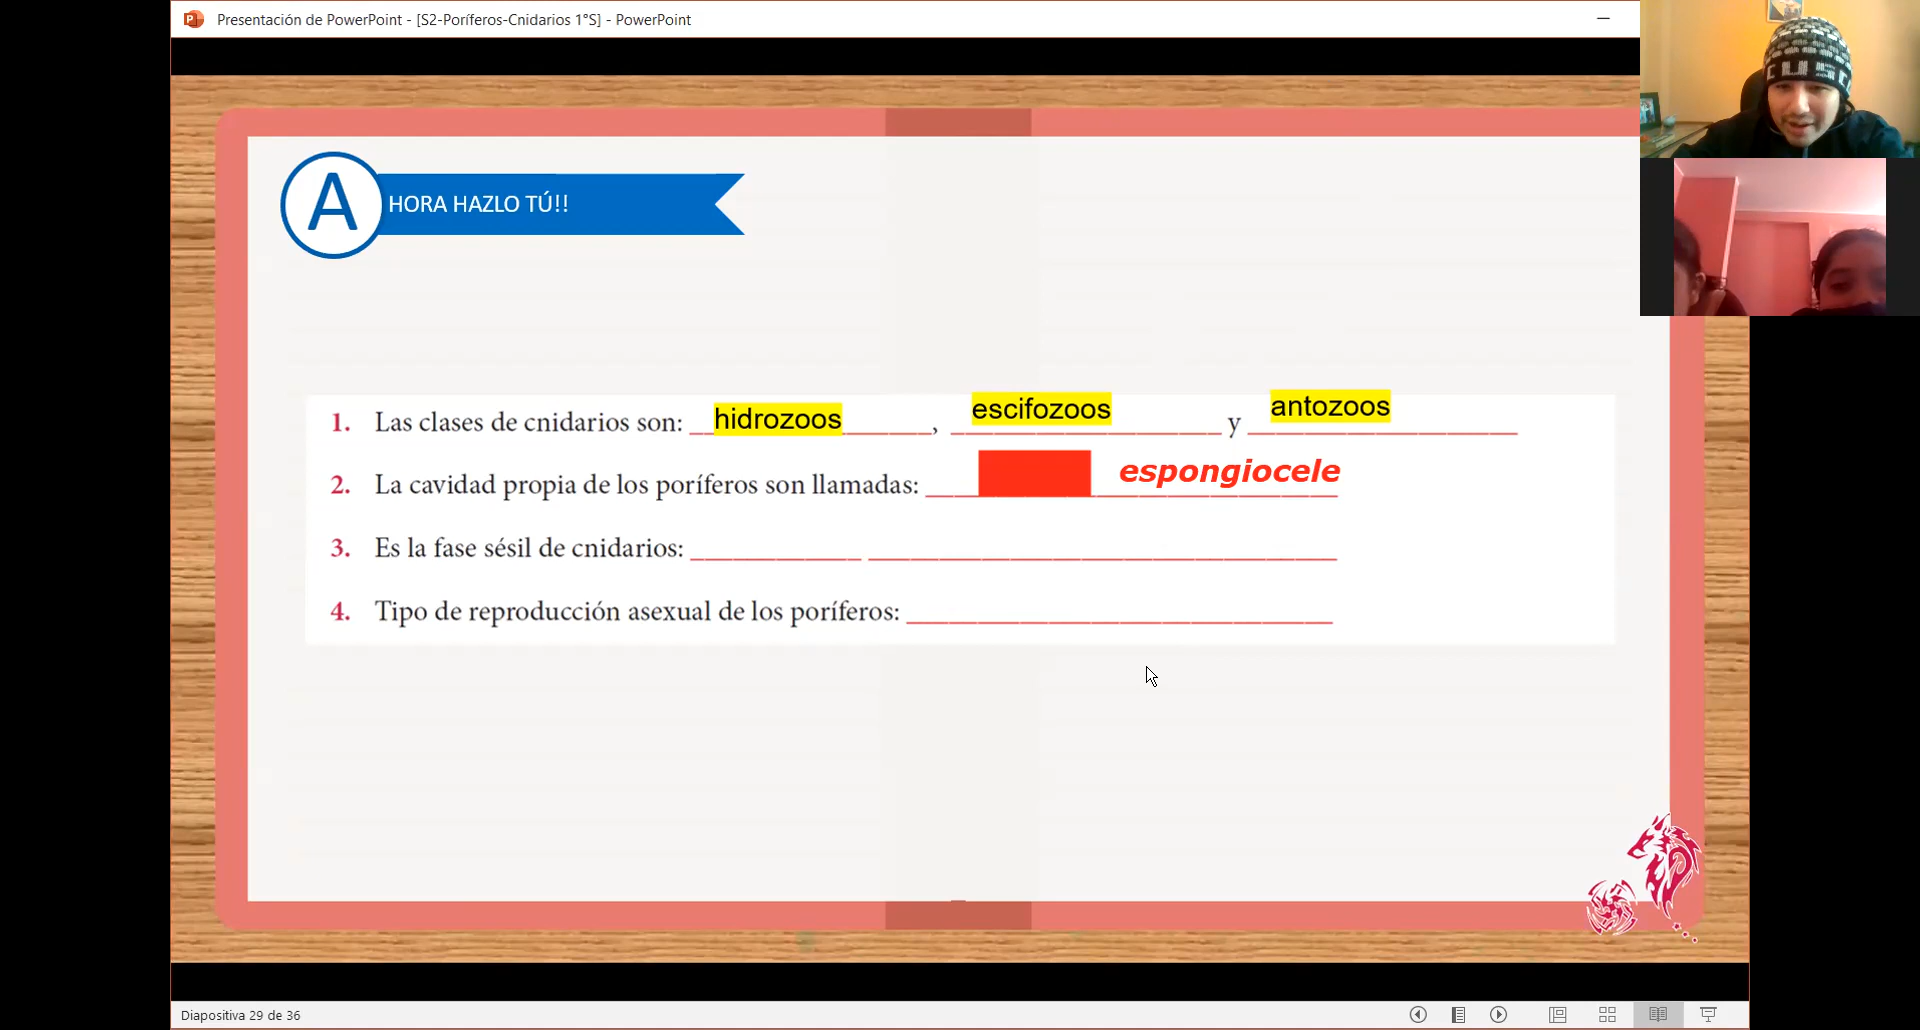 Presentación de PowerPoint - [S2-Poríferos-Cnidarios 1°S] - PowerPoint
CUSC
A HORA HAZLO TÚ!!
1. Las clases de cnidarios son: hidrozoos, escifozoos y antozoos
2. La cavidad propia de los poríferos son llamadas: espongiocele
3. Es la fase sésil de cnidarios:
4. Tipo de reproducción asexual de los poríferos:
Diapositiva 29 de 36